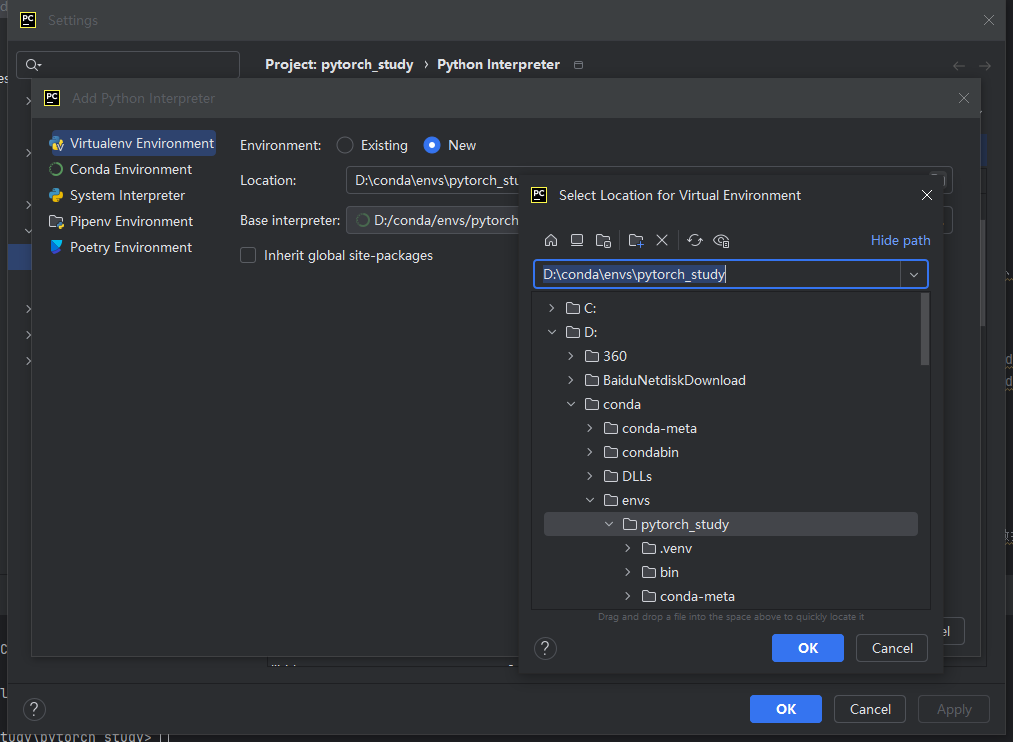 Settings
Project: pytorch_study › Python Interpreter
Add Python Interpreter
Virtualenv Environment
Conda Environment
System Interpreter
Pipenv Environment
Poetry Environment
Environment: Existing New
Location: D:\conda\envs\pytorch_stu
Base interpreter: D:/conda/envs/pytorch
Inherit global site-packages
Select Location for Virtual Environment
Hide path
D:\conda\envs\pytorch_study
C:
D:
360
BaiduNetdiskDownload
conda
conda-meta
condabin
DLLs
envs
pytorch_study
.venv
bin
conda-meta
Drag and drop a file into the space above to quickly locate it
? OK Cancel
? OK Cancel Apply
tudy\pytorch_study>